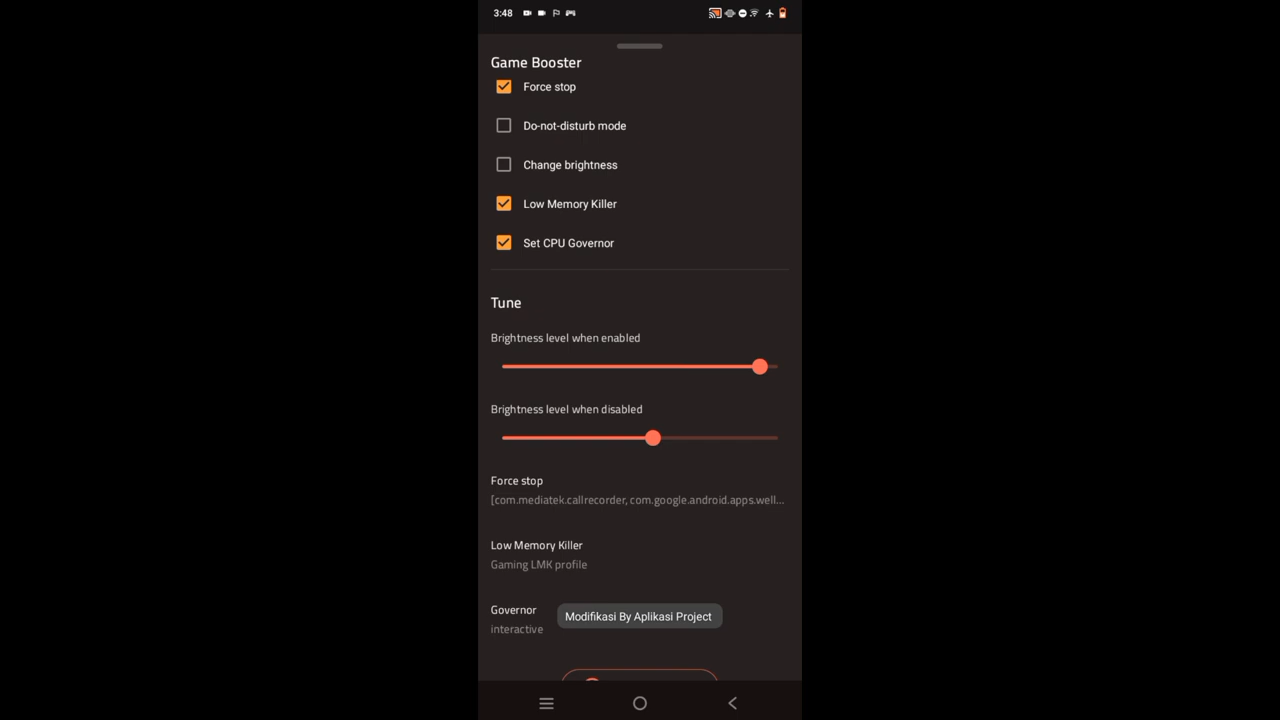 3:48
Game Booster
Force stop
Do-not-disturb mode
Change brightness
Low Memory Killer
Set CPU Governor
Tune
Brightness level when enabled
Brightness level when disabled
Force stop
[com.mediatek.callrecorder, com.google.android.apps.well...
Low Memory Killer
Gaming LMK profile
Governor
interactive
Modifikasi By Aplikasi Project